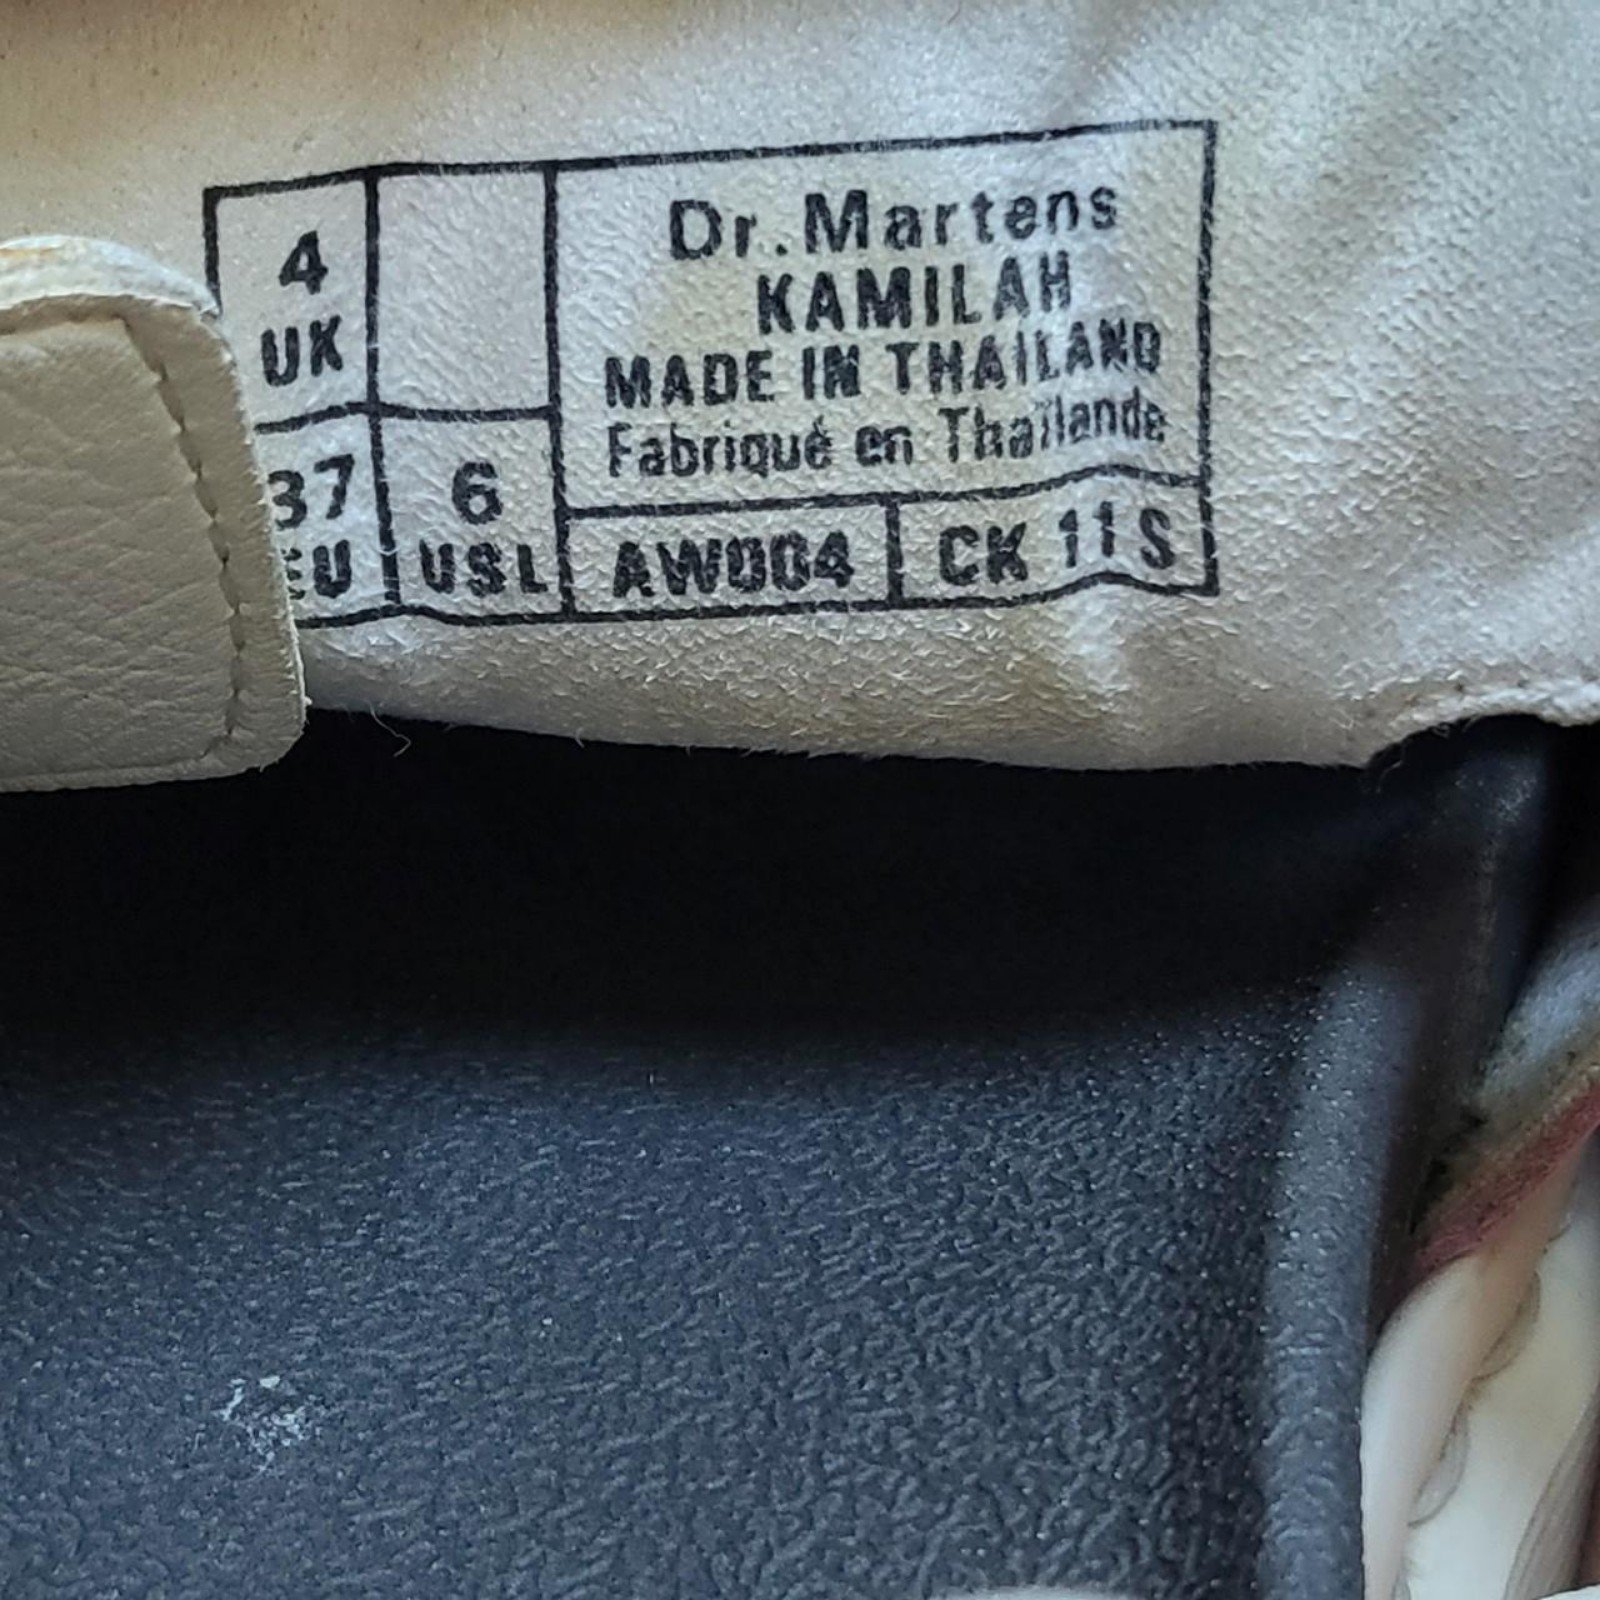 4
UK
37
EU
6
USL
Dr. Martens
KAMILAH
MADE IN THAILAND
Fabriqué en Thaïlande
AW004
CK 11S